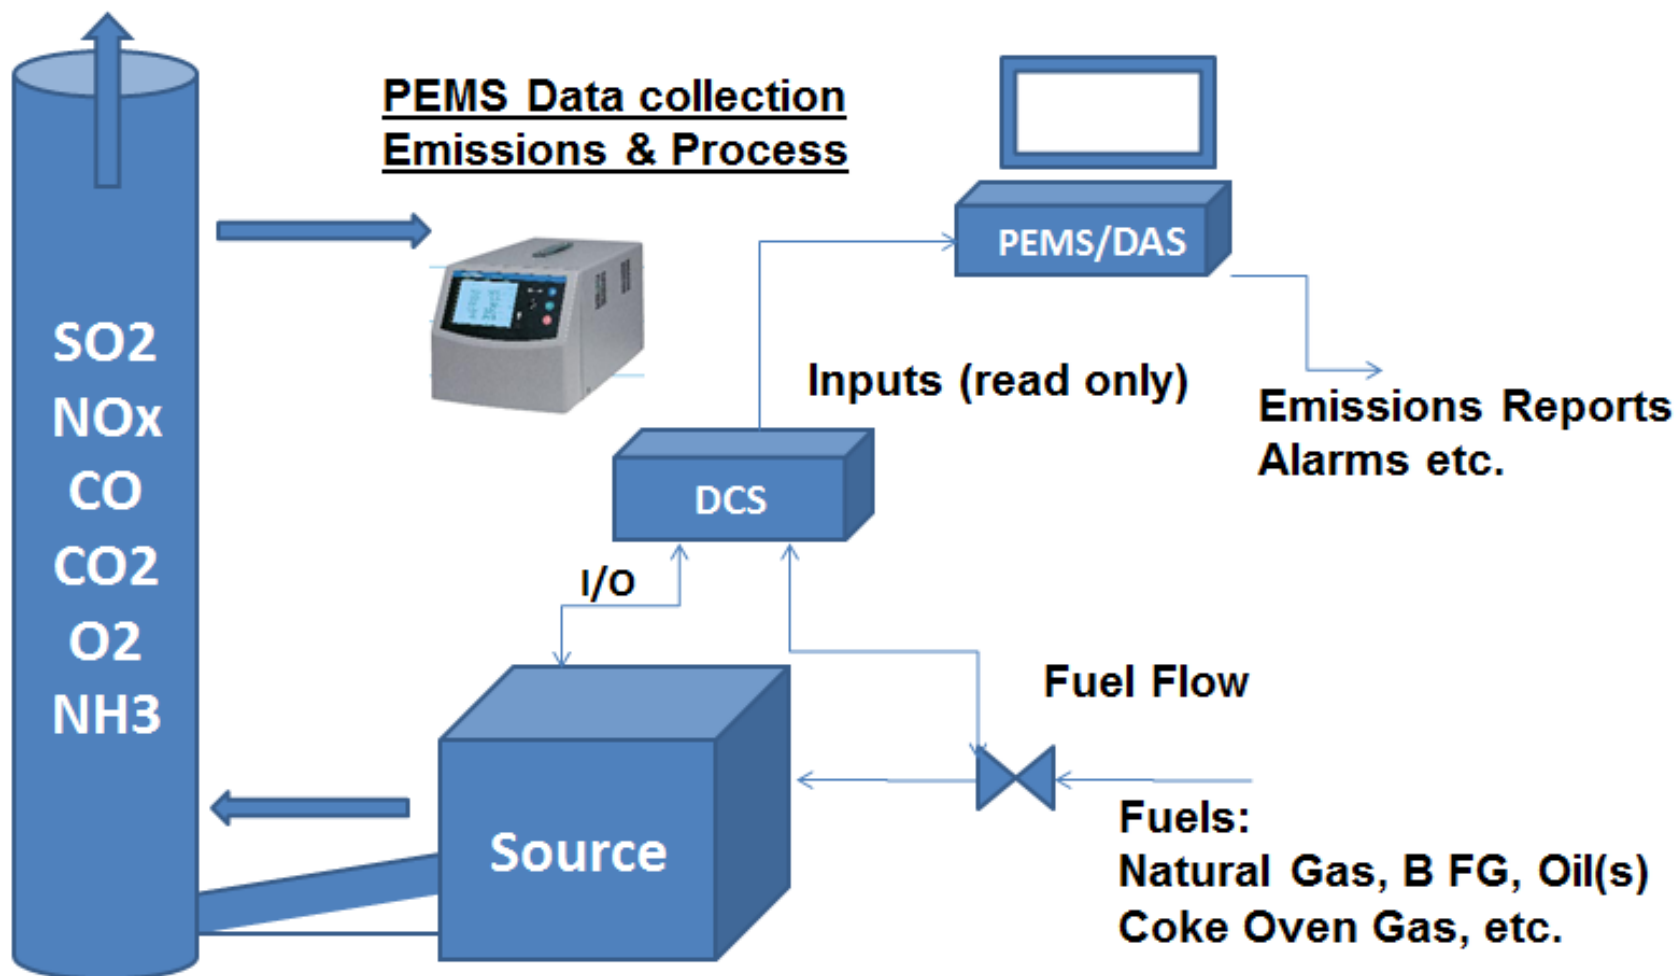 PEMS Data collection
Emissions & Process
PEMS/DAS
SO2
NOx
CO
CO2
O2
NH3
Inputs (read only)
Emissions Reports
Alarms etc.
DCS
I/O
Fuel Flow
Source
Fuels:
Natural Gas, B FG, Oil(s)
Coke Oven Gas, etc.